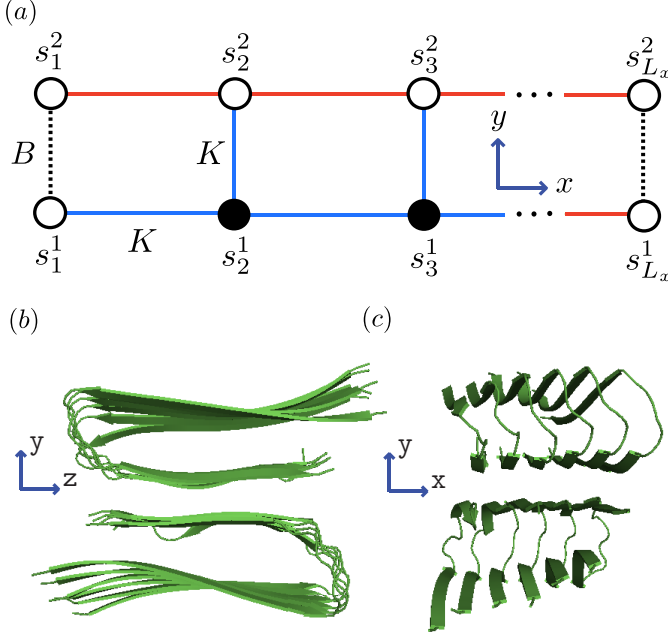 (a)
s_1^2 s_2^2 s_3^2 s_{L_x}^2
y
B K ··· x
K ···
s_1^1 s_2^1 s_3^1 s_{L_x}^1
(b) (c)
y y
z x